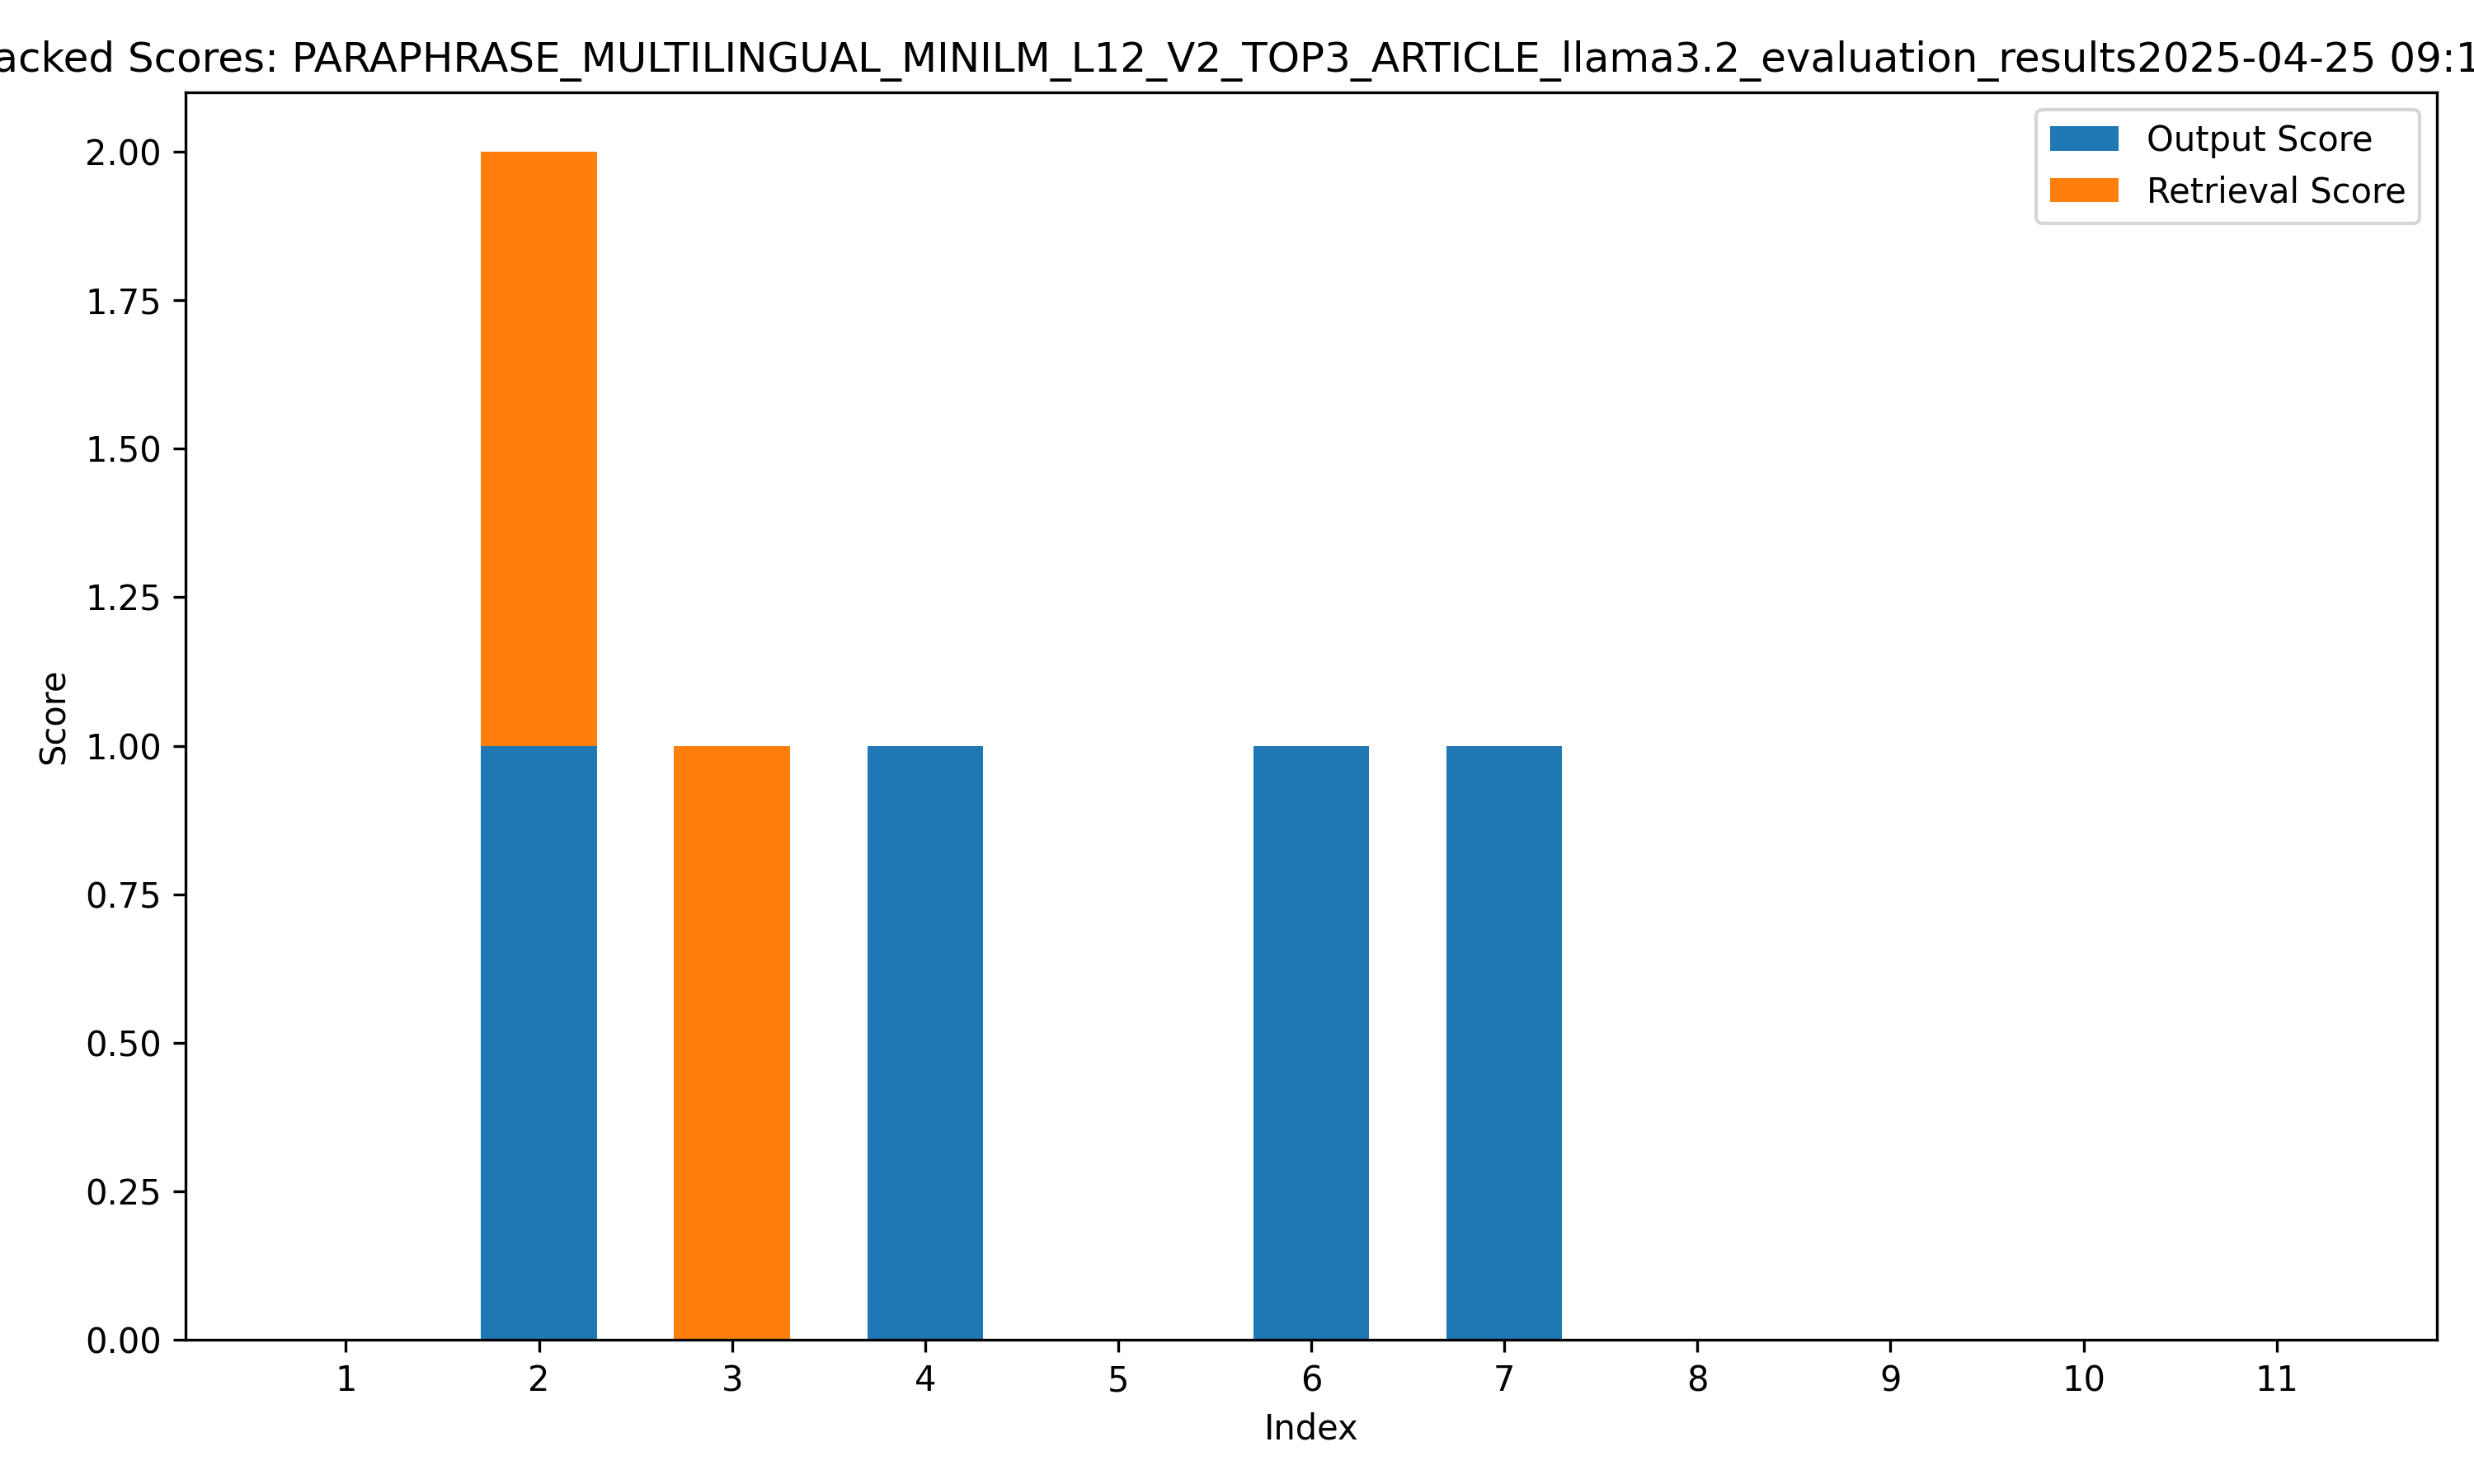 acked Scores: PARAPHRASE_MULTILINGUAL_MINILM_L12_V2_TOP3_ARTICLE_llama3.2_evaluation_results2025-04-25 09:1
Output Score
Retrieval Score
2.00
1.75
1.50
1.25
1.00
0.75
0.50
0.25
0.00
Score
1 2 3 4 5 6 7 8 9 10 11
Index